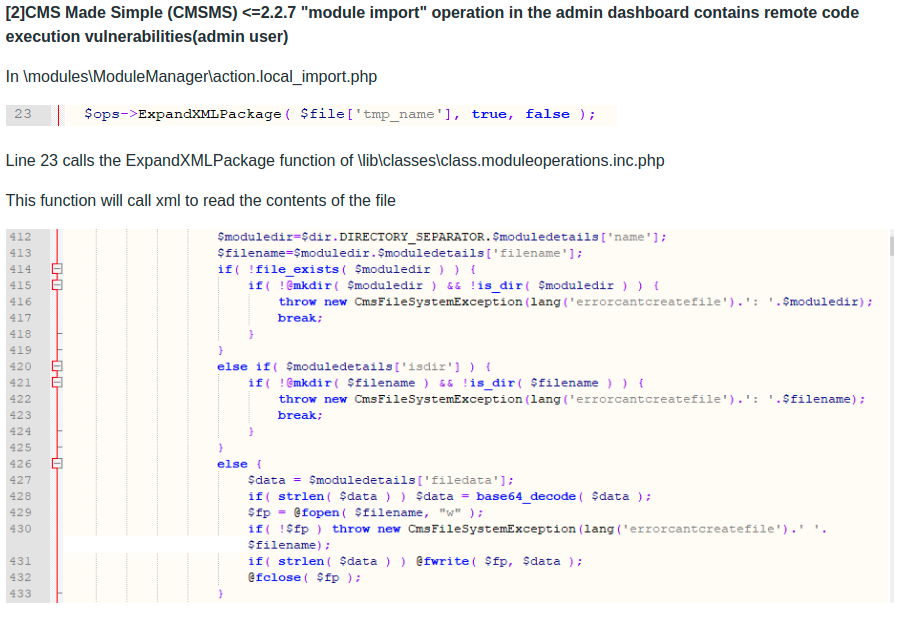 [2]CMS Made Simple (CMSMS) <=2.2.7 "module import" operation in the admin dashboard contains remote code
execution vulnerabilities(admin user)
In \modules\ModuleManager\action.local_import.php
23 $ops->ExpandXMLPackage( $file['tmp_name'], true, false );
Line 23 calls the ExpandXMLPackage function of \lib\classes\class.moduleoperations.inc.php
This function will call xml to read the contents of the file
412 $moduledir=$dir.DIRECTORY_SEPARATOR.$moduledetails['name'];
413 $filename=$moduledir.$moduledetails['filename'];
414 if( !file_exists( $moduledir ) ) {
415 if( !@mkdir( $moduledir ) && !is_dir( $moduledir ) ) {
416 throw new CmsFileSystemException(lang('errorcantcreatefile').': '.$moduledir);
417 break;
418 }
419 }
420 else if( $moduledetails['isdir'] ) {
421 if( !@mkdir( $filename ) && !is_dir( $filename ) ) {
422 throw new CmsFileSystemException(lang('errorcantcreatefile').': '.$filename);
423 break;
424 }
425 }
426 else {
427 $data = $moduledetails['filedata'];
428 if( strlen( $data ) ) $data = base64_decode( $data );
429 $fp = @fopen( $filename, "w" );
430 if( !$fp ) throw new CmsFileSystemException(lang('errorcantcreatefile').' '.
$filename);
431 if( strlen( $data ) ) @fwrite( $fp, $data );
432 @fclose( $fp );
433 }